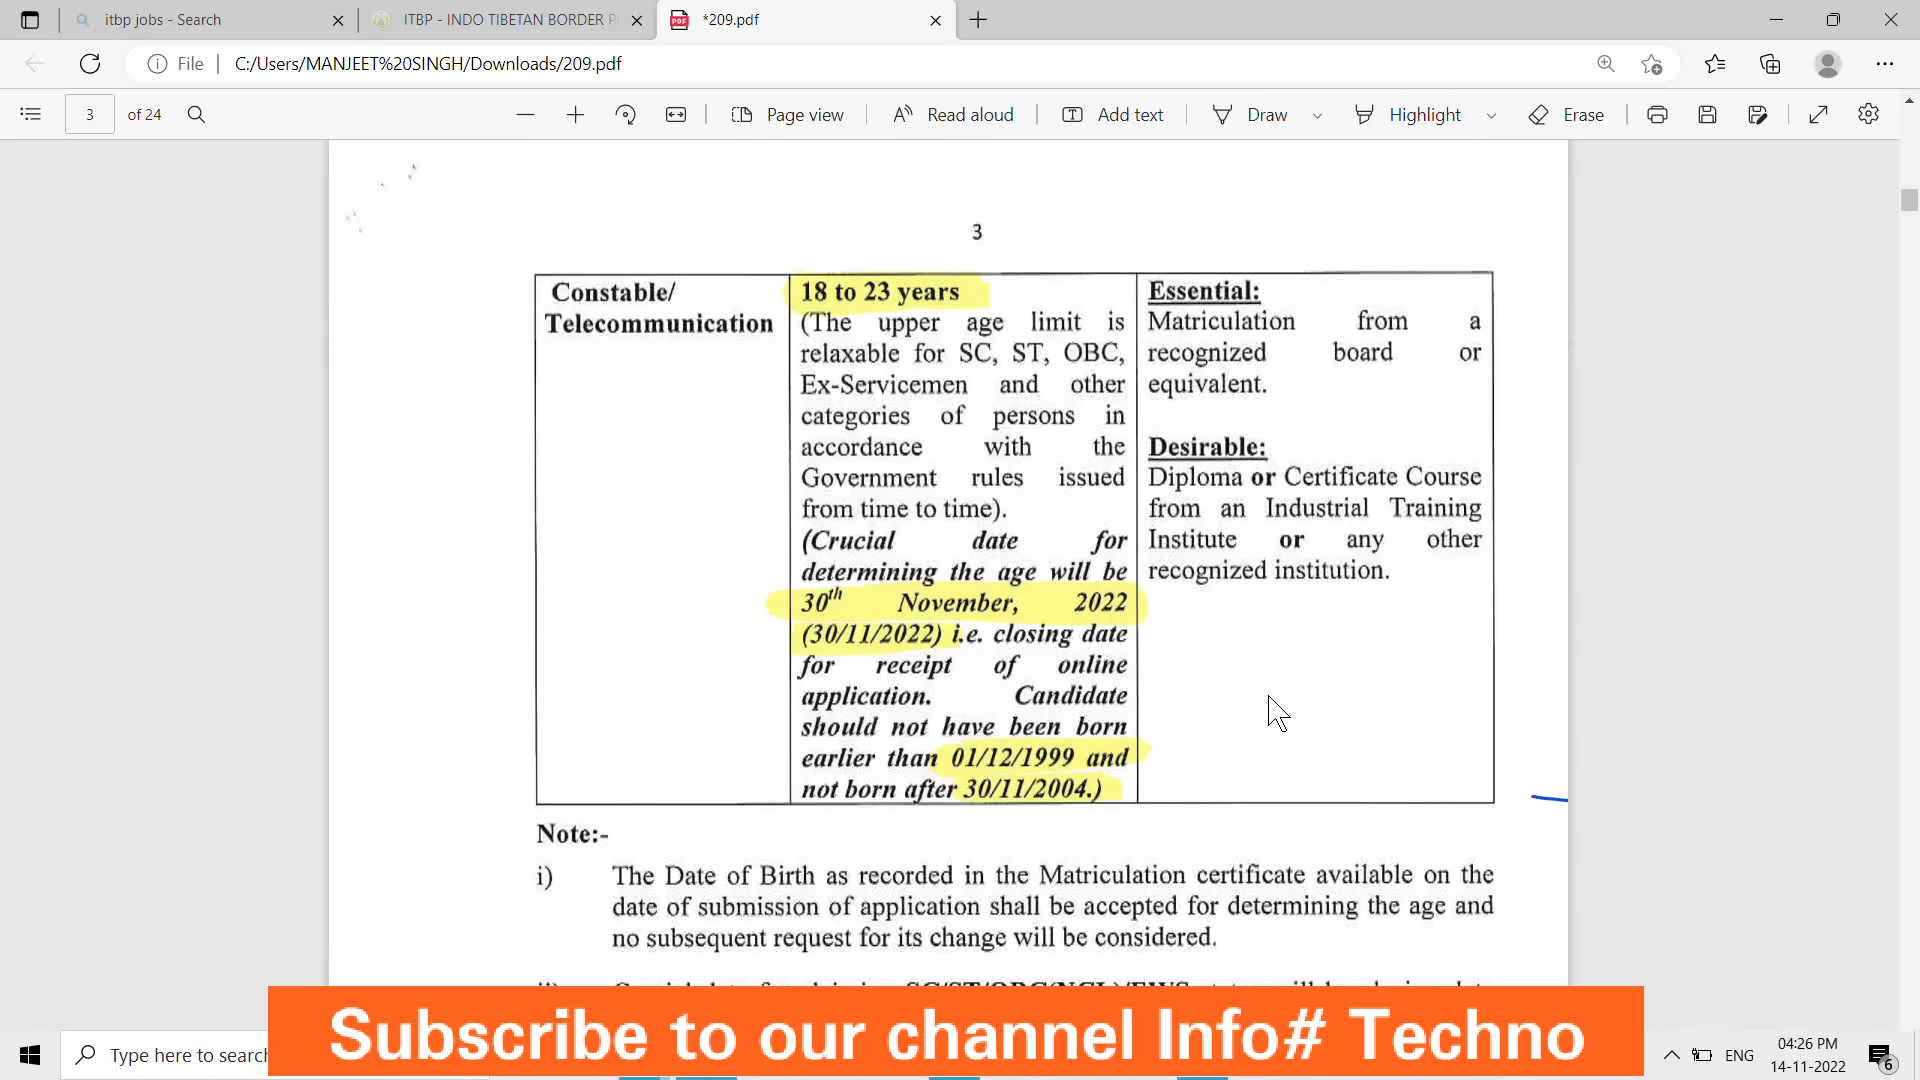 itbp jobs - Search
ITBP - INDO TIBETAN BORDER P
*209.pdf
File
C:/Users/MANJEET%20SINGH/Downloads/209.pdf
3 of 24
Page view
Read aloud
Add text
Draw
Highlight
Erase
3
Constable/
Telecommunication
18 to 23 years
(The upper age limit is
relaxable for SC, ST, OBC,
Ex-Servicemen and other
categories of persons in
accordance with the
Government rules issued
from time to time).
(Crucial date for
determining the age will be
30th November, 2022
(30/11/2022) i.e. closing date
for receipt of online
application. Candidate
should not have been born
earlier than 01/12/1999 and
not born after 30/11/2004.)
Essential:
Matriculation from a
recognized board or
equivalent.
Desirable:
Diploma or Certificate Course
from an Industrial Training
Institute or any other
recognized institution.
Note:-
i) The Date of Birth as recorded in the Matriculation certificate available on the
date of submission of application shall be accepted for determining the age and
no subsequent request for its change will be considered.
Subscribe to our channel Info# Techno
Type here to search
ENG
04:26 PM
14-11-2022
6